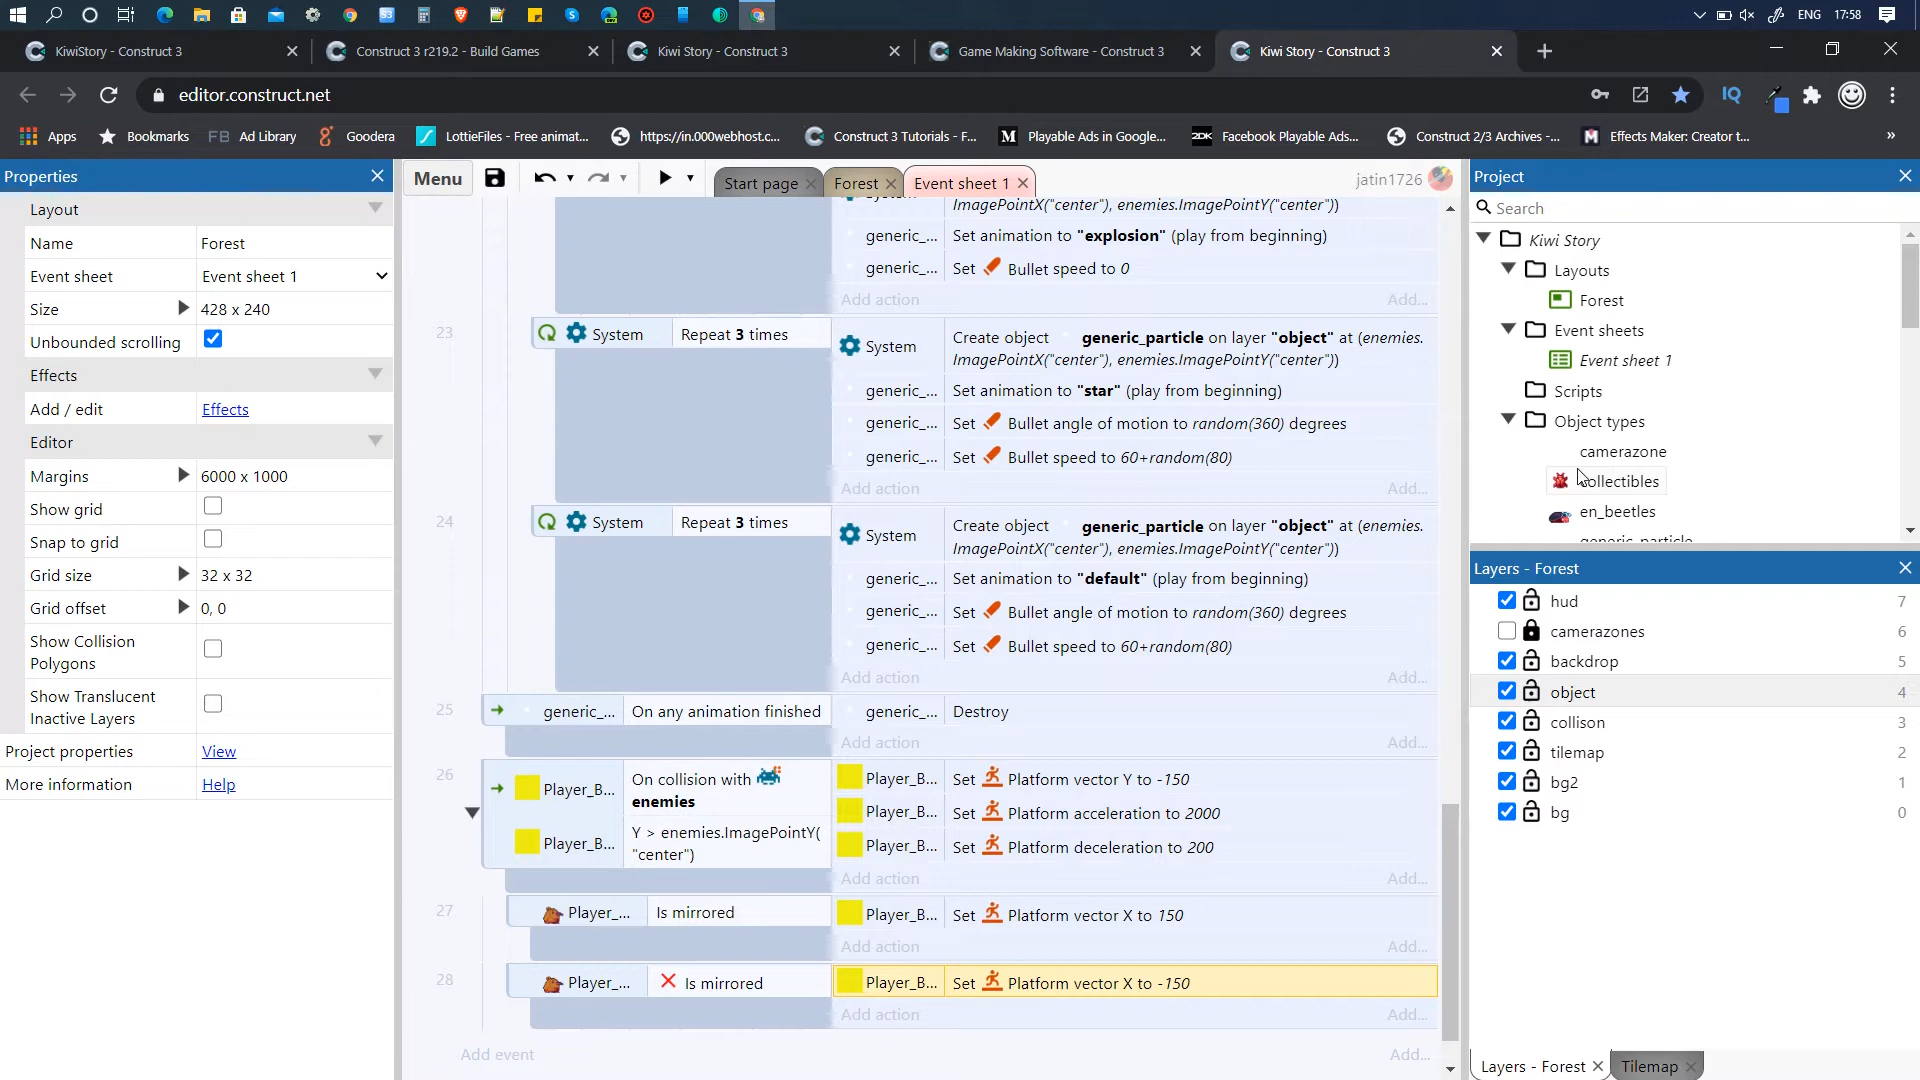 ENG 17:58
KiwiStory - Construct 3
Construct 3 r219.2 - Build Games
Kiwi Story - Construct 3
Game Making Software - Construct 3
Kiwi Story - Construct 3
editor.construct.net
IQ
Apps
Bookmarks
FB Ad Library
Goodera
LottieFiles - Free animat...
https://in.000webhost.c...
Construct 3 Tutorials - F...
M Playable Ads in Google...
2DK Facebook Playable Ads...
Construct 2/3 Archives -...
M Effects Maker: Creator t...
»
Properties
Layout
Name Forest
Event sheet Event sheet 1
Size 428 x 240
Unbounded scrolling
Effects
Add / edit Effects
Editor
Margins 6000 x 1000
Show grid
Snap to grid
Grid size 32 x 32
Grid offset 0, 0
Show Collision
Polygons
Show Translucent
Inactive Layers
Project properties View
More information Help
Menu
Start page
Forest
Event sheet 1
jatin1726
ImagePointX("center"), enemies.ImagePointY("center"))
generic_... Set animation to "explosion" (play from beginning)
generic_... Set Bullet speed to 0
Add action Add...
23 System Repeat 3 times
System Create object generic_particle on layer "object" at (enemies.
ImagePointX("center"), enemies.ImagePointY("center"))
generic_... Set animation to "star" (play from beginning)
generic_... Set Bullet angle of motion to random(360) degrees
generic_... Set Bullet speed to 60+random(80)
Add action Add...
24 System Repeat 3 times
System Create object generic_particle on layer "object" at (enemies.
ImagePointX("center"), enemies.ImagePointY("center"))
generic_... Set animation to "default" (play from beginning)
generic_... Set Bullet angle of motion to random(360) degrees
generic_... Set Bullet speed to 60+random(80)
Add action Add...
25 generic_... On any animation finished generic_... Destroy
Add action Add...
26 Player_B... On collision with enemies
Player_B... Y > enemies.ImagePointY(
"center")
Player_B... Set Platform vector Y to -150
Player_B... Set Platform acceleration to 2000
Player_B... Set Platform deceleration to 200
Add action Add...
27 Player_... Is mirrored Player_B... Set Platform vector X to 150
Add action Add...
28 Player_... Is mirrored Player_B... Set Platform vector X to -150
Add action Add...
Add event Add...
Project
Search
Kiwi Story
Layouts
Forest
Event sheets
Event sheet 1
Scripts
Object types
camerazone
collectibles
en_beetles
generic_particle
Layers - Forest
hud 7
camerazones 6
backdrop 5
object 4
collison 3
tilemap 2
bg2 1
bg 0
Layers - Forest
Tilemap